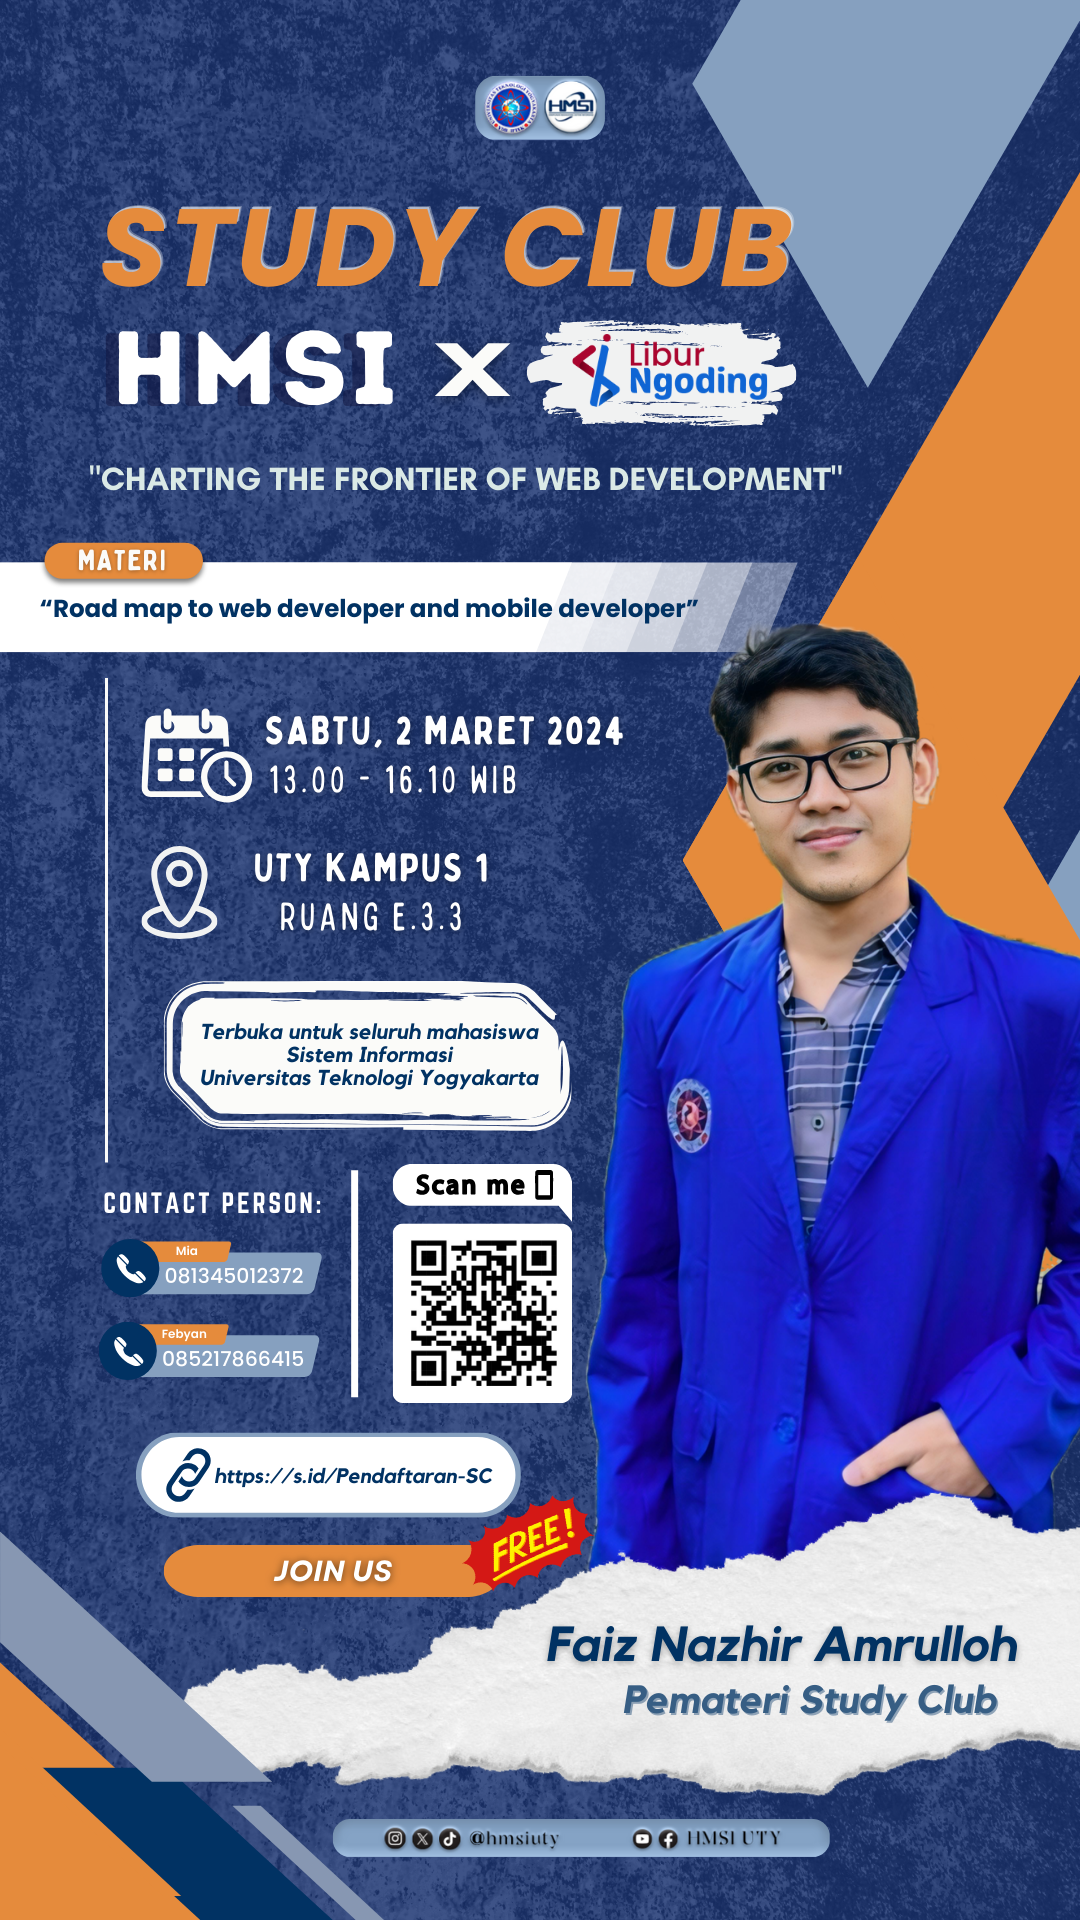 HMSI
STUDY CLUB
HMSI X Libur Ngoding
"CHARTING THE FRONTIER OF WEB DEVELOPMENT"
MATERI
“Road map to web developer and mobile developer”
SABTU, 2 MARET 2024
13.00 - 16.10 WIB
UTY KAMPUS 1
RUANG E.3.3
Terbuka untuk seluruh mahasiswa
Sistem Informasi
Universitas Teknologi Yogyakarta
CONTACT PERSON:
Mia
081345012372
Febyan
085217866415
Scan me
https://s.id/Pendaftaran-SC
JOIN US
FREE!
Faiz Nazhir Amrulloh
Pemateri Study Club
@hmsiuty
HMSI UTY